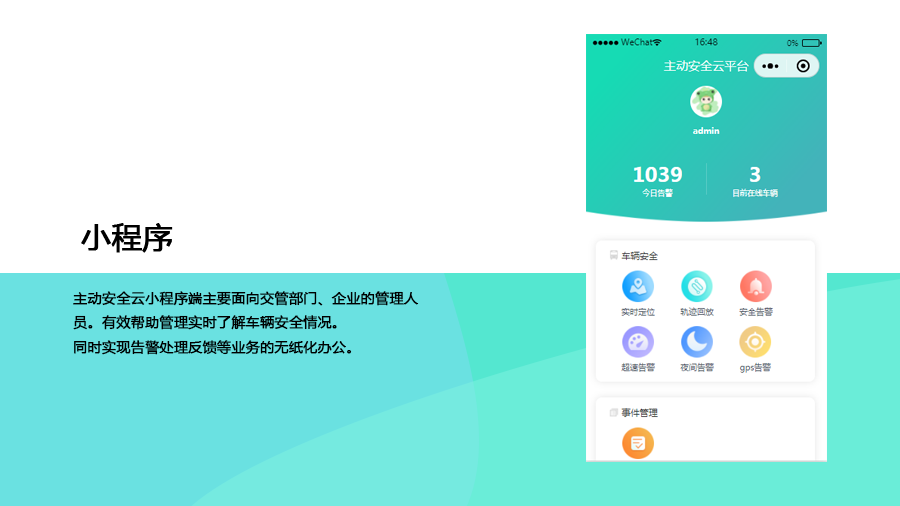 小程序
主动安全云小程序端主要面向交管部门、企业的管理人
员。有效帮助管理实时了解车辆安全情况。
同时实现告警处理反馈等业务的无纸化办公。
WeChat 16:48 0%
主动安全云平台
admin
1039 3
今日告警 目前在线车辆
车辆安全
实时定位 轨迹回放 安全告警
超速告警 夜间告警 gps告警
事件管理